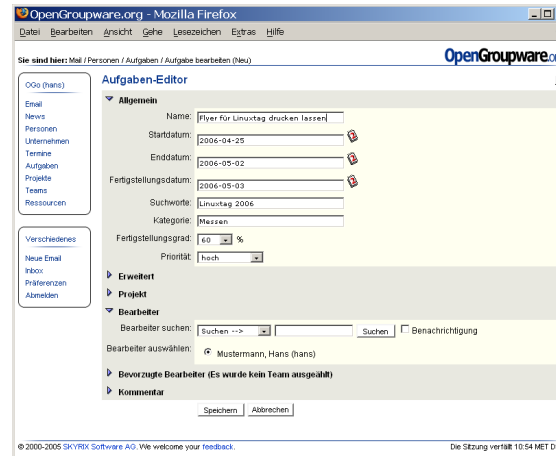 OpenGroupware.org - Mozilla Firefox
Datei Bearbeiten Ansicht Gehe Lesezeichen Extras Hilfe
Sie sind hier: Mail / Personen / Aufgaben / Aufgabe bearbeiten (Neu)
OpenGroupware.o
OGo (hans)
Email
News
Personen
Unternehmen
Termine
Aufgaben
Projekte
Teams
Ressourcen
Verschiedenes
Neue Email
Inbox
Präferenzen
Abmelden
Aufgaben-Editor
Allgemein
Name: Flyer für Linuxtag drucken lassen
Startdatum: 2006-04-25
Enddatum: 2006-05-02
Fertigstellungsdatum: 2006-05-03
Suchworte: Linuxtag 2006
Kategorie: Messen
Fertigstellungsgrad: 60 %
Priorität: hoch
Erweitert
Projekt
Bearbeiter
Bearbeiter suchen: Suchen --> Suchen Benachrichtigung
Bearbeiter auswählen: Mustermann, Hans (hans)
Bevorzugte Bearbeiter (Es wurde kein Team ausgeählt)
Kommentar
Speichern Abbrechen
© 2000-2005 SKYRIX Software AG. We welcome your feedback.
Die Sitzung verfällt 10:54 MET D